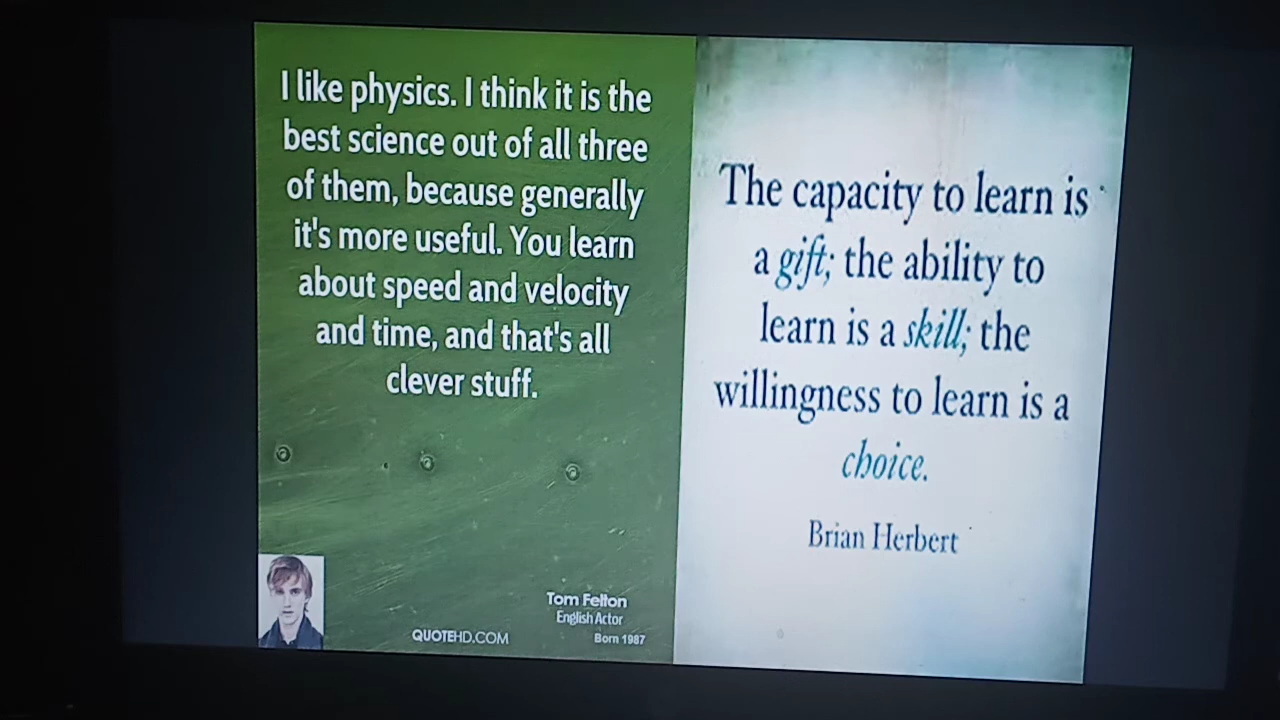 I like physics. I think it is the
best science out of all three
of them, because generally
it's more useful. You learn
about speed and velocity
and time, and that's all
clever stuff.
Tom Felton
English Actor
Born 1987
QUOTEHD.COM
The capacity to learn is
a gift; the ability to
learn is a skill; the
willingness to learn is a
choice.
Brian Herbert